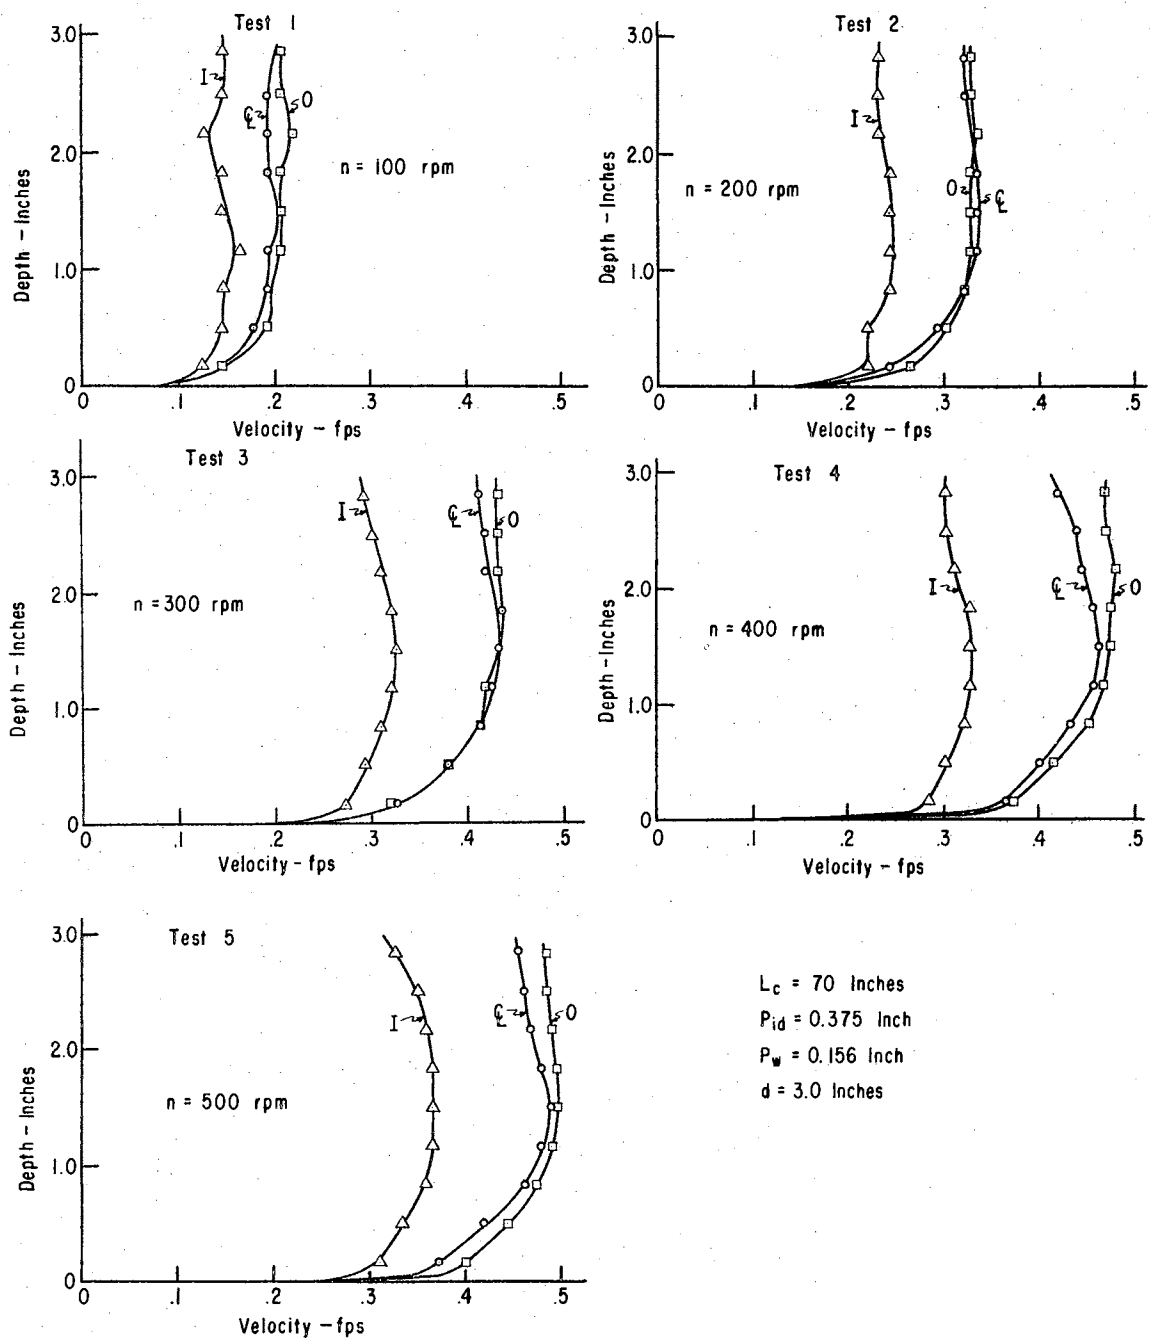 Test 1
3.0
2.0
1.0
0
Depth – Inches
I
℄
O
n = 100 rpm
0 .1 .2 .3 .4 .5
Velocity – fps
Test 2
3.0
2.0
1.0
0
Depth – Inches
I
O
℄
n = 200 rpm
0 .1 .2 .3 .4 .5
Velocity – fps
Test 3
3.0
2.0
1.0
0
Depth – Inches
I
℄
O
n = 300 rpm
0 .1 .2 .3 .4 .5
Velocity – fps
Test 4
3.0
2.0
1.0
0
Depth – Inches
I
℄
O
n = 400 rpm
0 .1 .2 .3 .4 .5
Velocity – fps
Test 5
3.0
2.0
1.0
0
Depth – Inches
I
℄
O
n = 500 rpm
0 .1 .2 .3 .4 .5
Velocity – fps
Lc = 70 Inches
Pid = 0.375 Inch
Pw = 0.156 Inch
d = 3.0 Inches